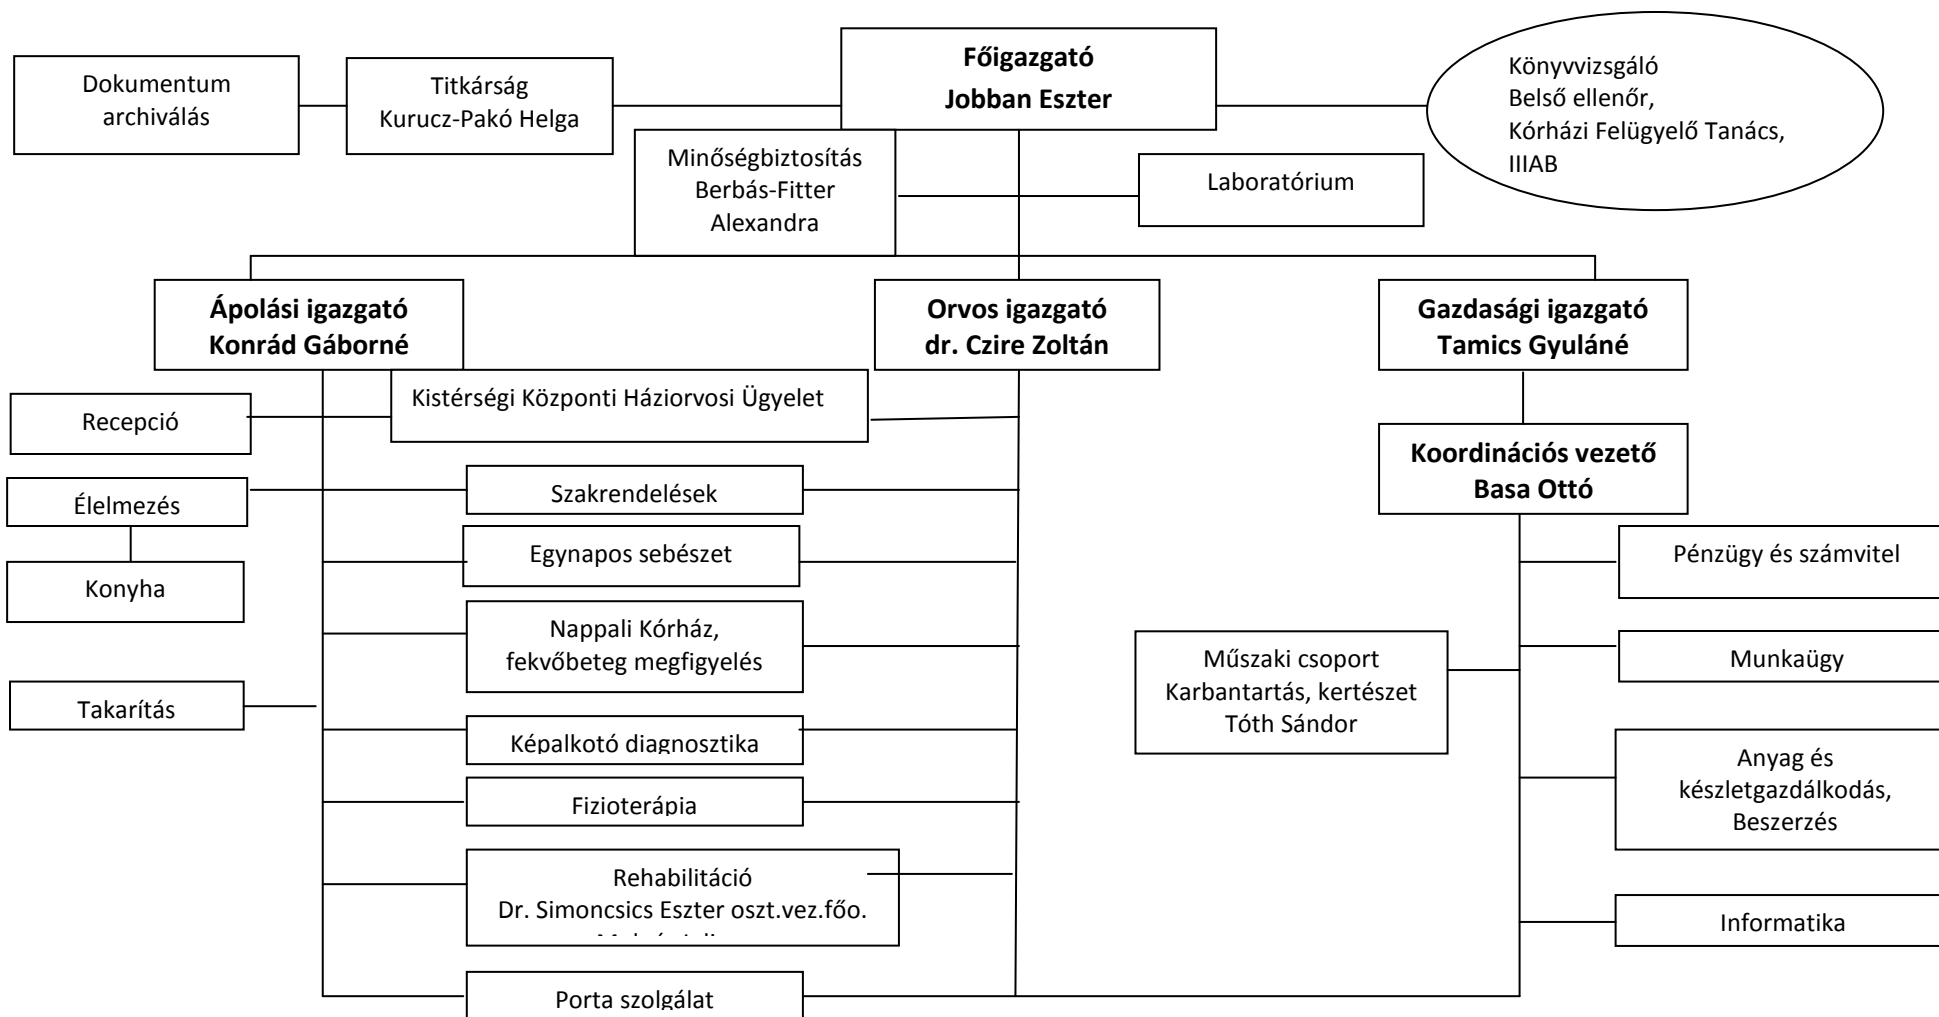 Főigazgató
Jobban Eszter
Dokumentum
archiválás
Titkárság
Kurucz-Pakó Helga
Könyvvizsgáló
Belső ellenőr,
Kórházi Felügyelő Tanács,
IIIAB
Minőségbiztosítás
Berbás-Fitter
Alexandra
Laboratórium
Ápolási igazgató
Konrád Gáborné
Orvos igazgató
dr. Czire Zoltán
Gazdasági igazgató
Tamics Gyuláné
Recepció
Kistérségi Központi Háziorvosi Ügyelet
Koordinációs vezető
Basa Ottó
Élelmezés
Szakrendelések
Konyha
Egynapos sebészet
Pénzügy és számvitel
Nappali Kórház,
fekvőbeteg megfigyelés
Műszaki csoport
Karbantartás, kertészet
Tóth Sándor
Munkaügy
Takarítás
Képalkotó diagnosztika
Anyag és
készletgazdálkodás,
Beszerzés
Fizioterápia
Rehabilitáció
Dr. Simoncsics Eszter oszt.vez.főo.
Informatika
Porta szolgálat